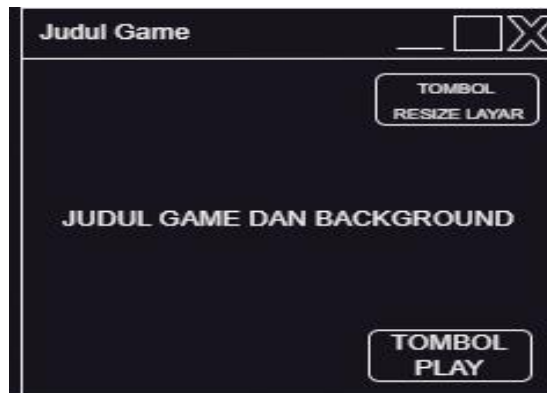 Judul Game
TOMBOL
RESIZE LAYAR
JUDUL GAME DAN BACKGROUND
TOMBOL
PLAY